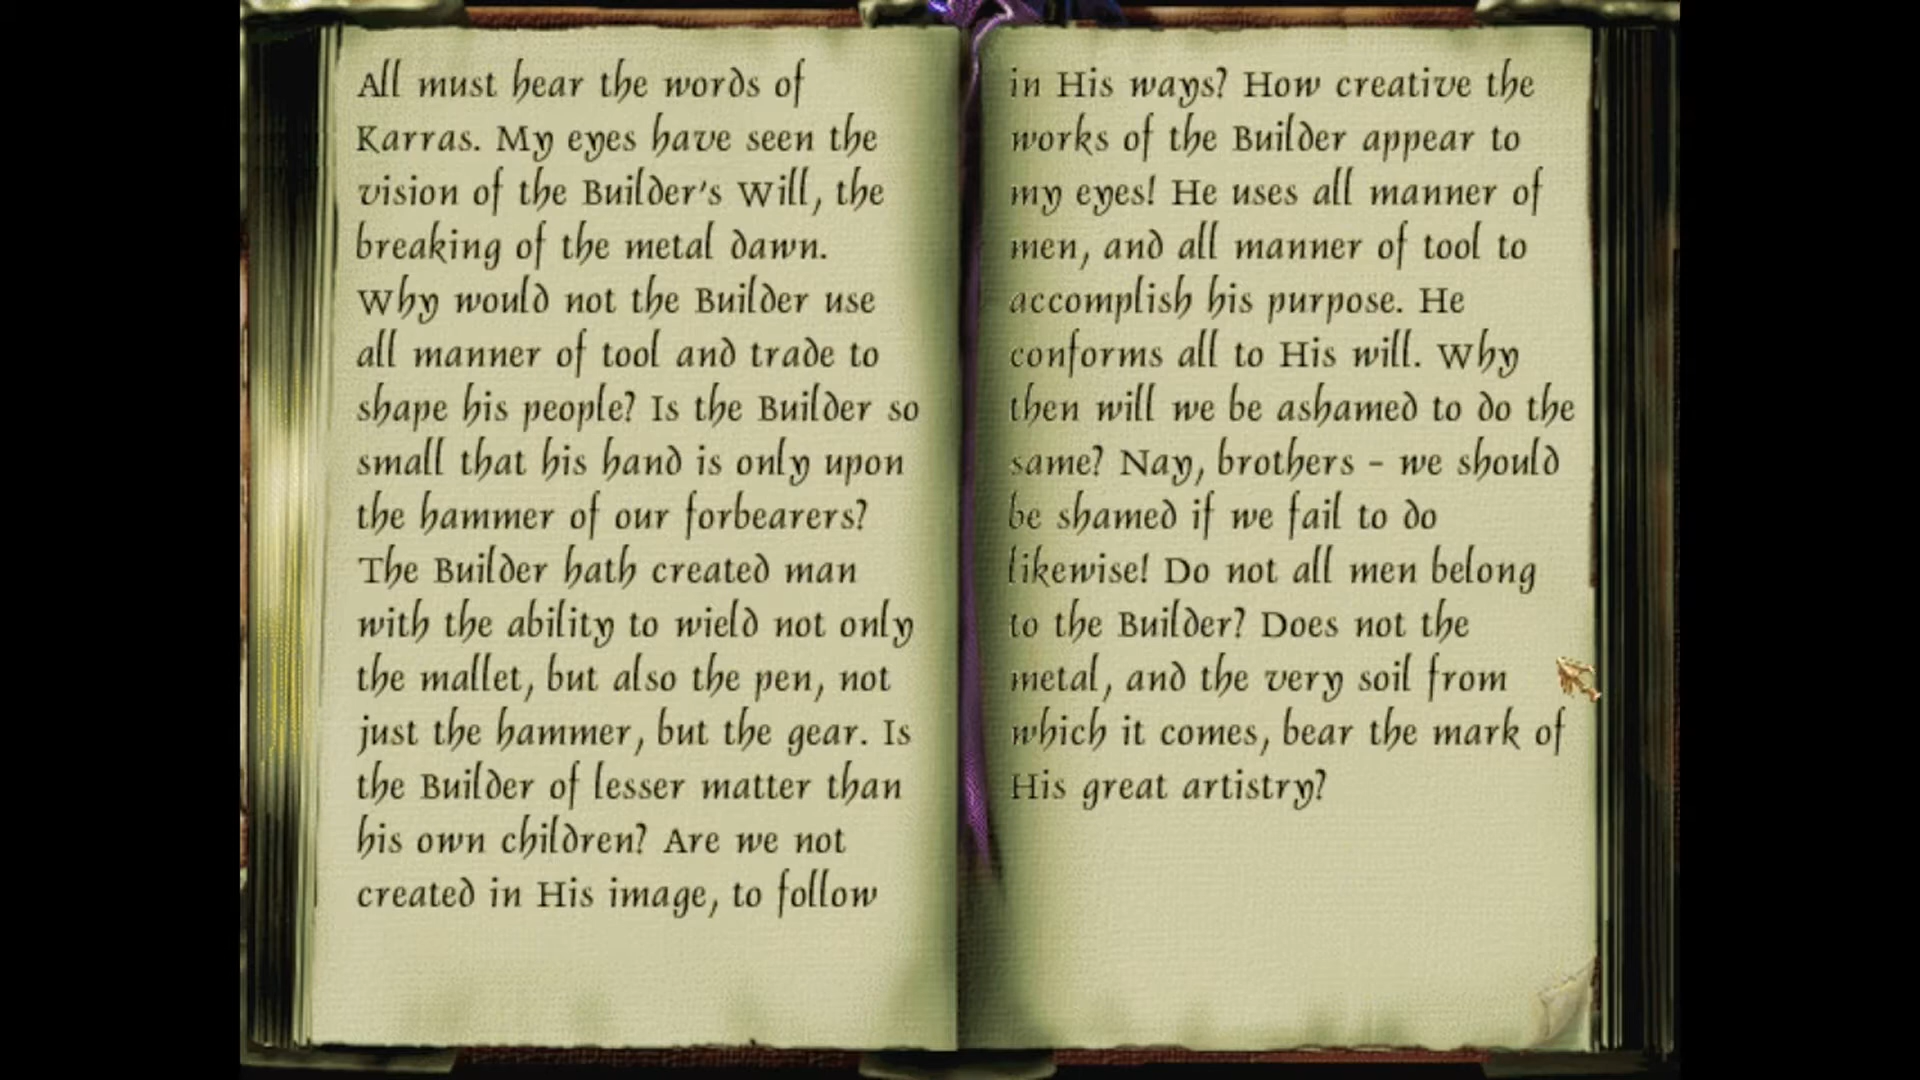 All must hear the words of
Karras. My eyes have seen the
vision of the Builder's Will, the
breaking of the metal dawn.
Why would not the Builder use
all manner of tool and trade to
shape his people? Is the Builder so
small that his hand is only upon
the hammer of our forbearers?
The Builder hath created man
with the ability to wield not only
the mallet, but also the pen, not
just the hammer, but the gear. Is
the Builder of lesser matter than
his own children? Are we not
created in His image, to follow
in His ways? How creative the
works of the Builder appear to
my eyes! He uses all manner of
men, and all manner of tool to
accomplish his purpose. He
conforms all to His will. Why
then will we be ashamed to do the
same? Nay, brothers - we should
be shamed if we fail to do
likewise! Do not all men belong
to the Builder? Does not the
metal, and the very soil from
which it comes, bear the mark of
His great artistry?